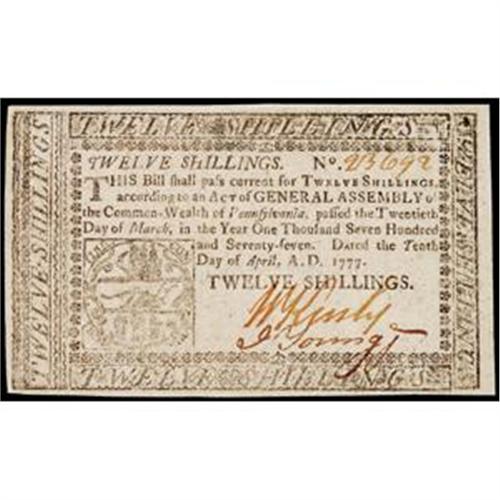 TWELVE SHILLINGS
TWELVE SHILLINGS
TWELVE SHILLINGS. No. 23692
THIS Bill shall pass current for TWELVE SHILLINGS,
according to an ACT of GENERAL ASSEMBLY of
the Common-Wealth of Pennsylvania, passed the Twentieth
Day of March, in the Year One Thousand Seven Hundred
and Seventy-seven. Dated the Tenth
Day of April, A.D. 1777.
TWELVE SHILLINGS.
J Young
TWELVE SHILLINGS
TWELVE SHILLINGS